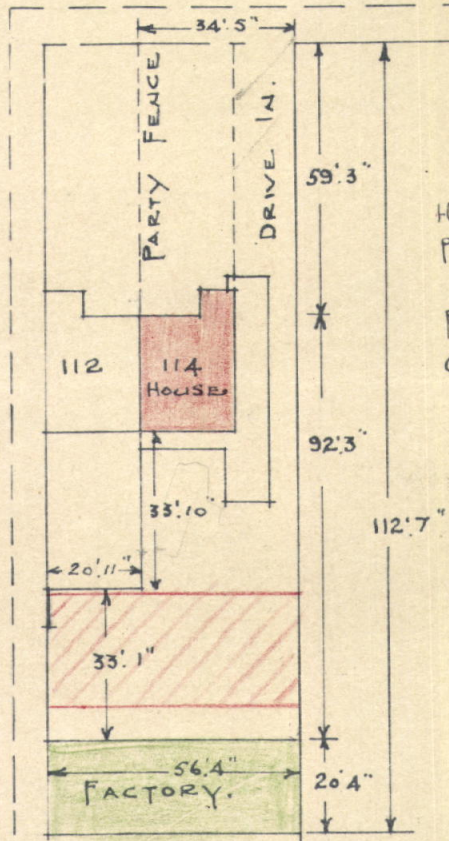 34'.5"
PARTY FENCE
DRIVE IN.
59'.3"
112
114
HOUSE
92'.3"
33'.10"
112'.7"
20'.11"
33'.1"
56'.4"
FACTORY.
20'4"